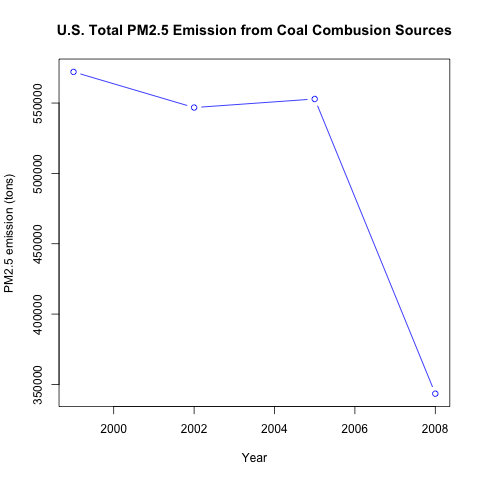 U.S. Total PM2.5 Emission from Coal Combusion Sources
PM2.5 emission (tons)
550000
500000
450000
400000
350000
2000 2002 2004 2006 2008
Year